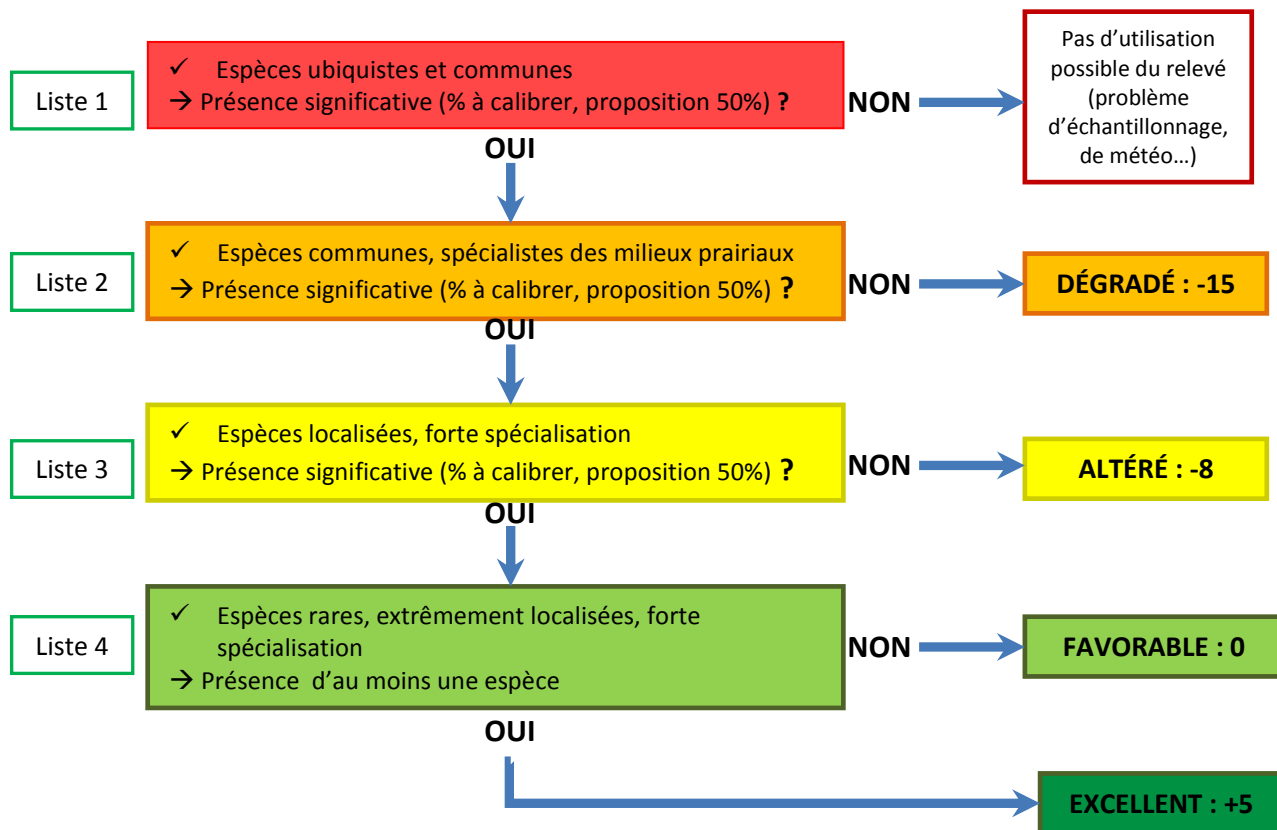 Liste 1
✓ Espèces ubiquistes et communes
→ Présence significative (% à calibrer, proposition 50%) ?
NON
Pas d'utilisation
possible du relevé
(problème
d'échantillonnage,
de météo…)
OUI
Liste 2
✓ Espèces communes, spécialistes des milieux prairiaux
→ Présence significative (% à calibrer, proposition 50%) ?
NON
DÉGRADÉ : -15
OUI
Liste 3
✓ Espèces localisées, forte spécialisation
→ Présence significative (% à calibrer, proposition 50%) ?
NON
ALTÉRÉ : -8
OUI
Liste 4
✓ Espèces rares, extrêmement localisées, forte
spécialisation
→ Présence d'au moins une espèce
NON
FAVORABLE : 0
OUI
EXCELLENT : +5